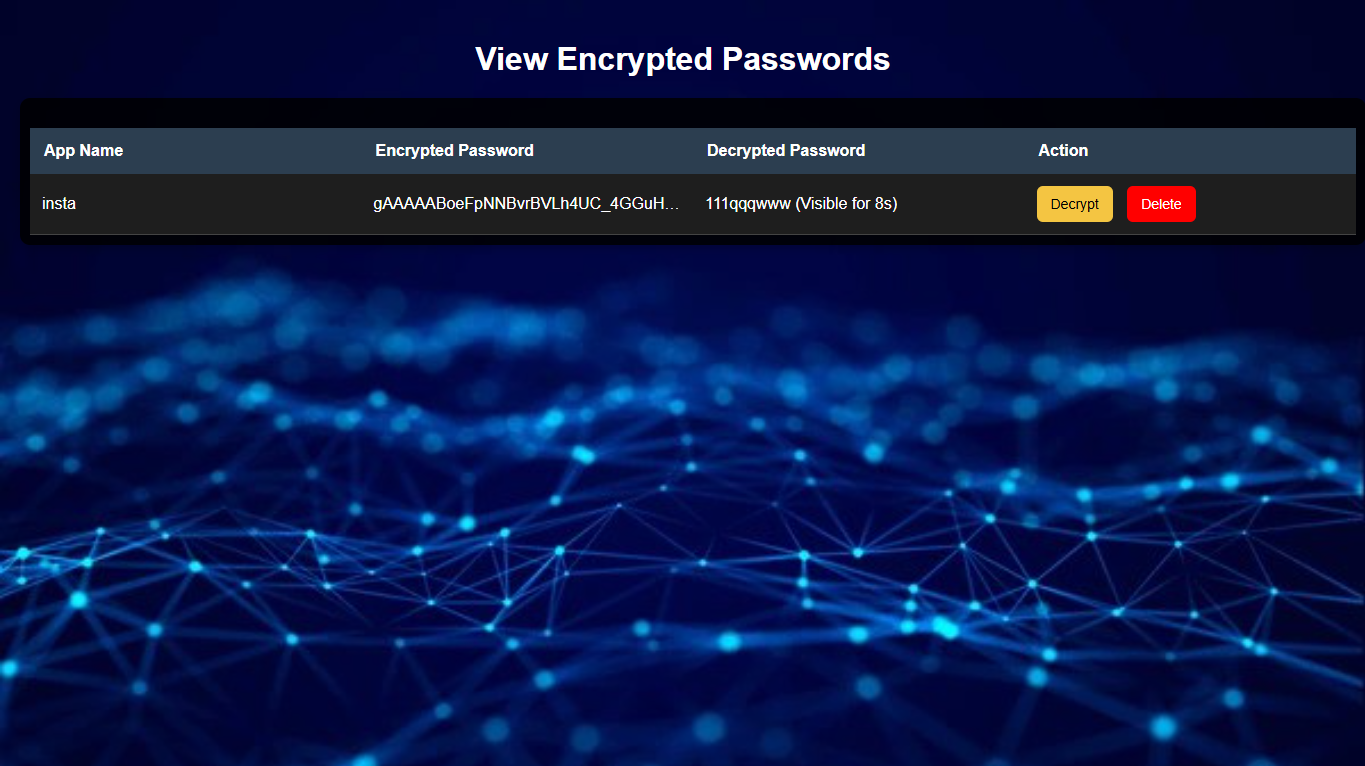 View Encrypted Passwords
App Name Encrypted Password Decrypted Password Action
insta gAAAAABoeFpNNBvrBVLh4UC_4GGuH... 111qqqwww (Visible for 8s) Decrypt Delete